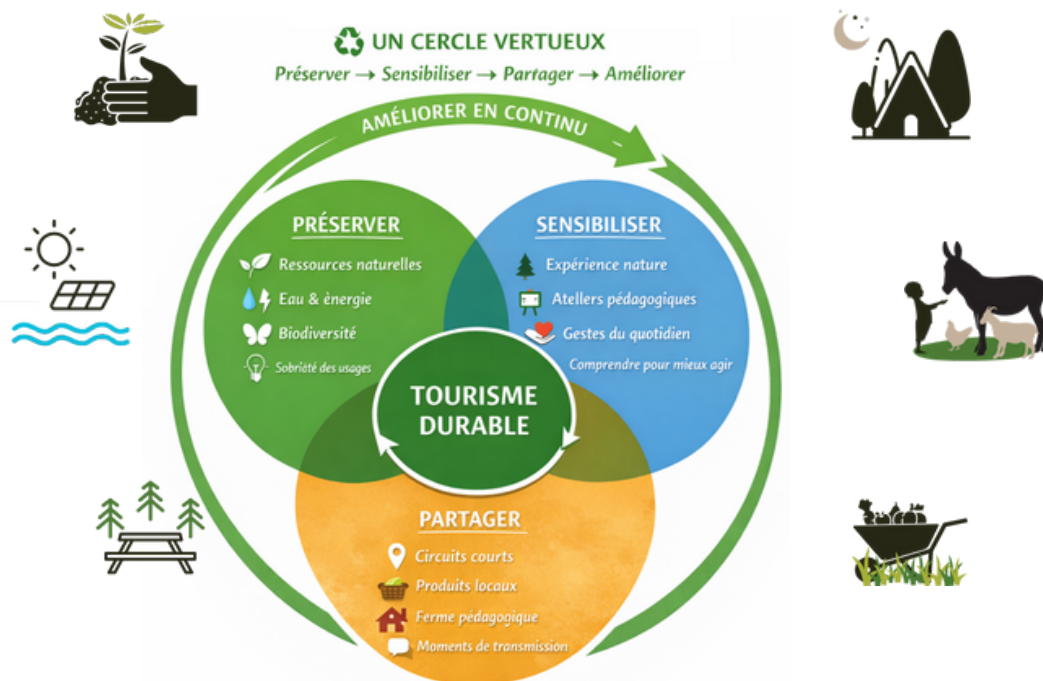 UN CERCLE VERTUEUX
Préserver → Sensibiliser → Partager → Améliorer
AMÉLIORER EN CONTINU
PRÉSERVER
Ressources naturelles
Eau & ènergie
Biodiversité
Sobriété des usages
SENSIBILISER
Expérience nature
Atellers pédagogiques
Gestes du quotidien
Comprendre pour mieux agir
TOURISME
DURABLE
PARTAGER
Circuits courts
Produits locaux
Ferme pédagogique
Moments de transmission